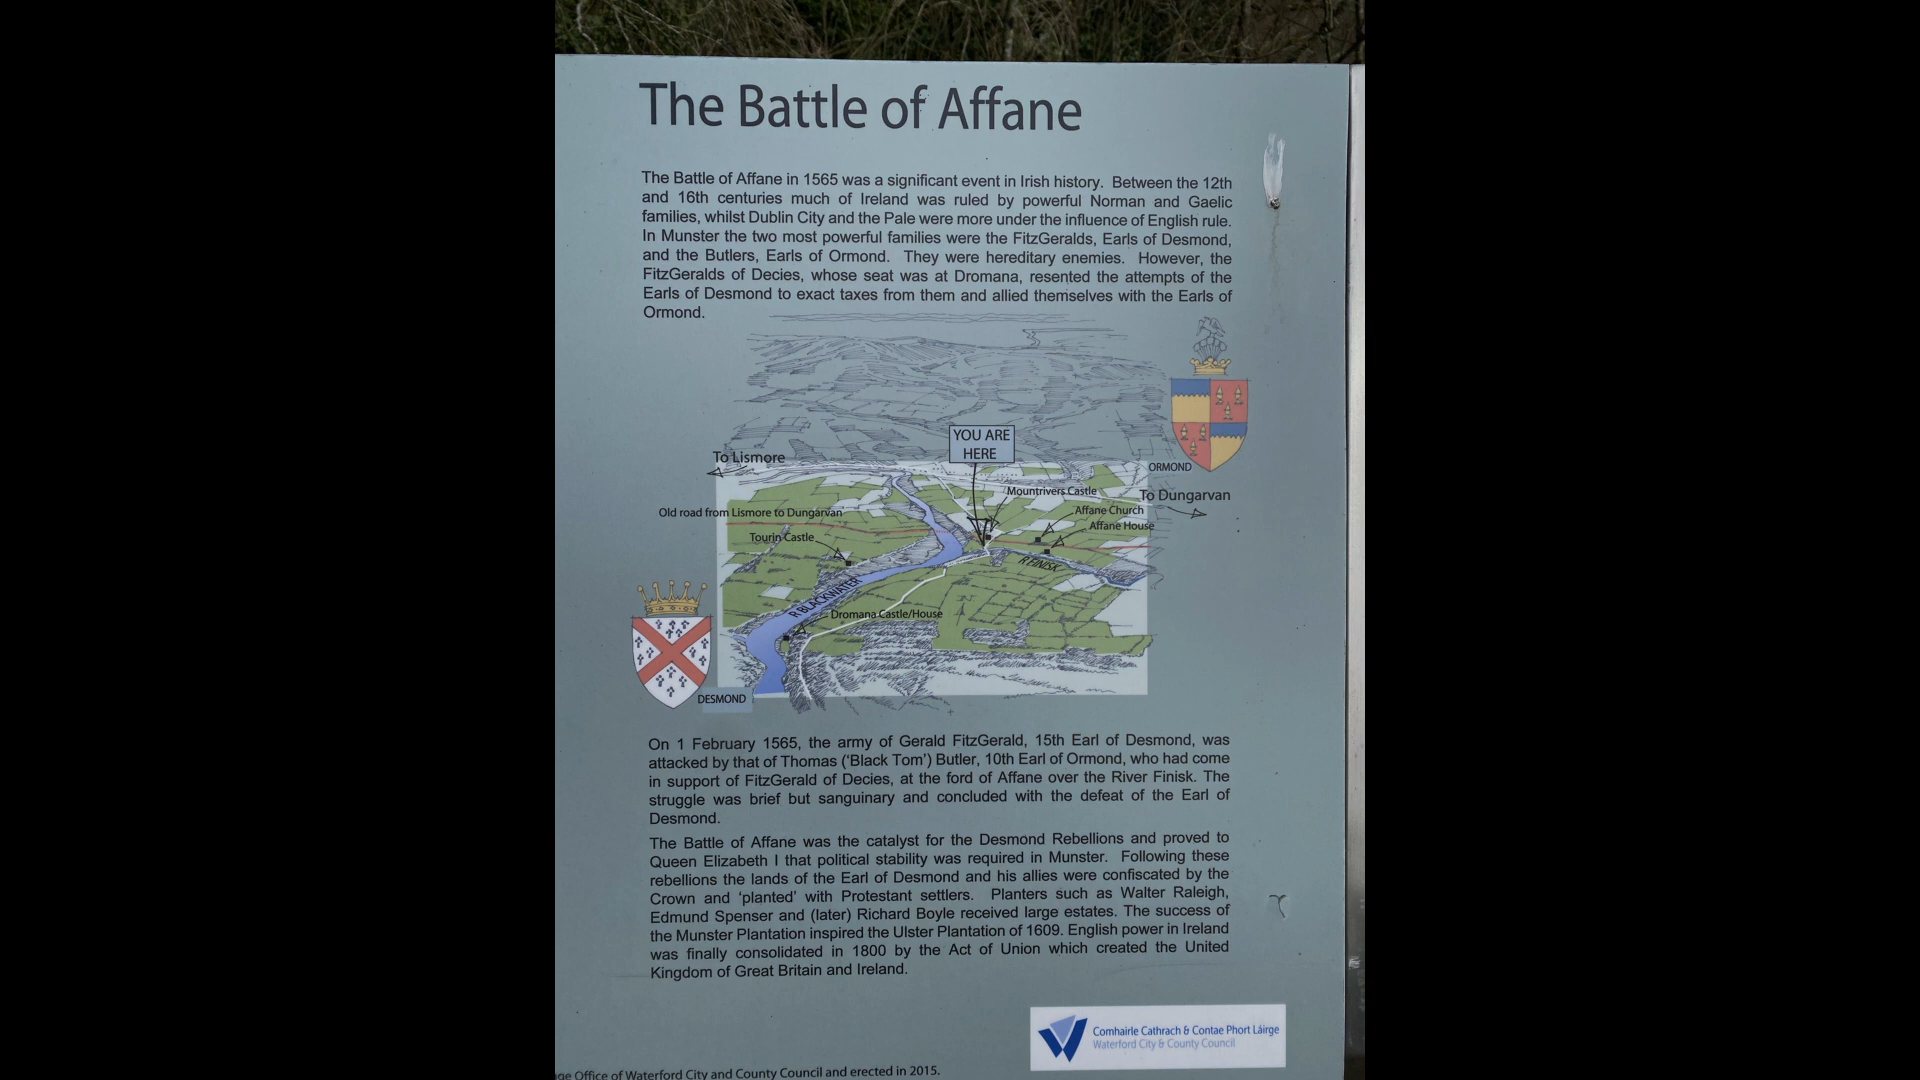 The Battle of Affane
The Battle of Affane in 1565 was a significant event in Irish history. Between the 12th
and 16th centuries much of Ireland was ruled by powerful Norman and Gaelic
families, whilst Dublin City and the Pale were more under the influence of English rule.
In Munster the two most powerful families were the FitzGeralds, Earls of Desmond,
and the Butlers, Earls of Ormond. They were hereditary enemies. However, the
FitzGeralds of Decies, whose seat was at Dromana, resented the attempts of the
Earls of Desmond to exact taxes from them and allied themselves with the Earls of
Ormond.
YOU ARE
HERE
To Lismore
ORMOND
Mountrivers Castle
To Dungarvan
Old road from Lismore to Dungarvan
Affane Church
Affane House
Tourin Castle
R FINISK
R BLACKWATER
Dromana Castle/House
DESMOND
On 1 February 1565, the army of Gerald FitzGerald, 15th Earl of Desmond, was
attacked by that of Thomas (‘Black Tom’) Butler, 10th Earl of Ormond, who had come
in support of FitzGerald of Decies, at the ford of Affane over the River Finisk. The
struggle was brief but sanguinary and concluded with the defeat of the Earl of
Desmond.
The Battle of Affane was the catalyst for the Desmond Rebellions and proved to
Queen Elizabeth I that political stability was required in Munster. Following these
rebellions the lands of the Earl of Desmond and his allies were confiscated by the
Crown and ‘planted’ with Protestant settlers. Planters such as Walter Raleigh,
Edmund Spenser and (later) Richard Boyle received large estates. The success of
the Munster Plantation inspired the Ulster Plantation of 1609. English power in Ireland
was finally consolidated in 1800 by the Act of Union which created the United
Kingdom of Great Britain and Ireland.
Comhairle Cathrach & Contae Phort Láirge
Waterford City & County Council
Office of Waterford City and County Council and erected in 2015.